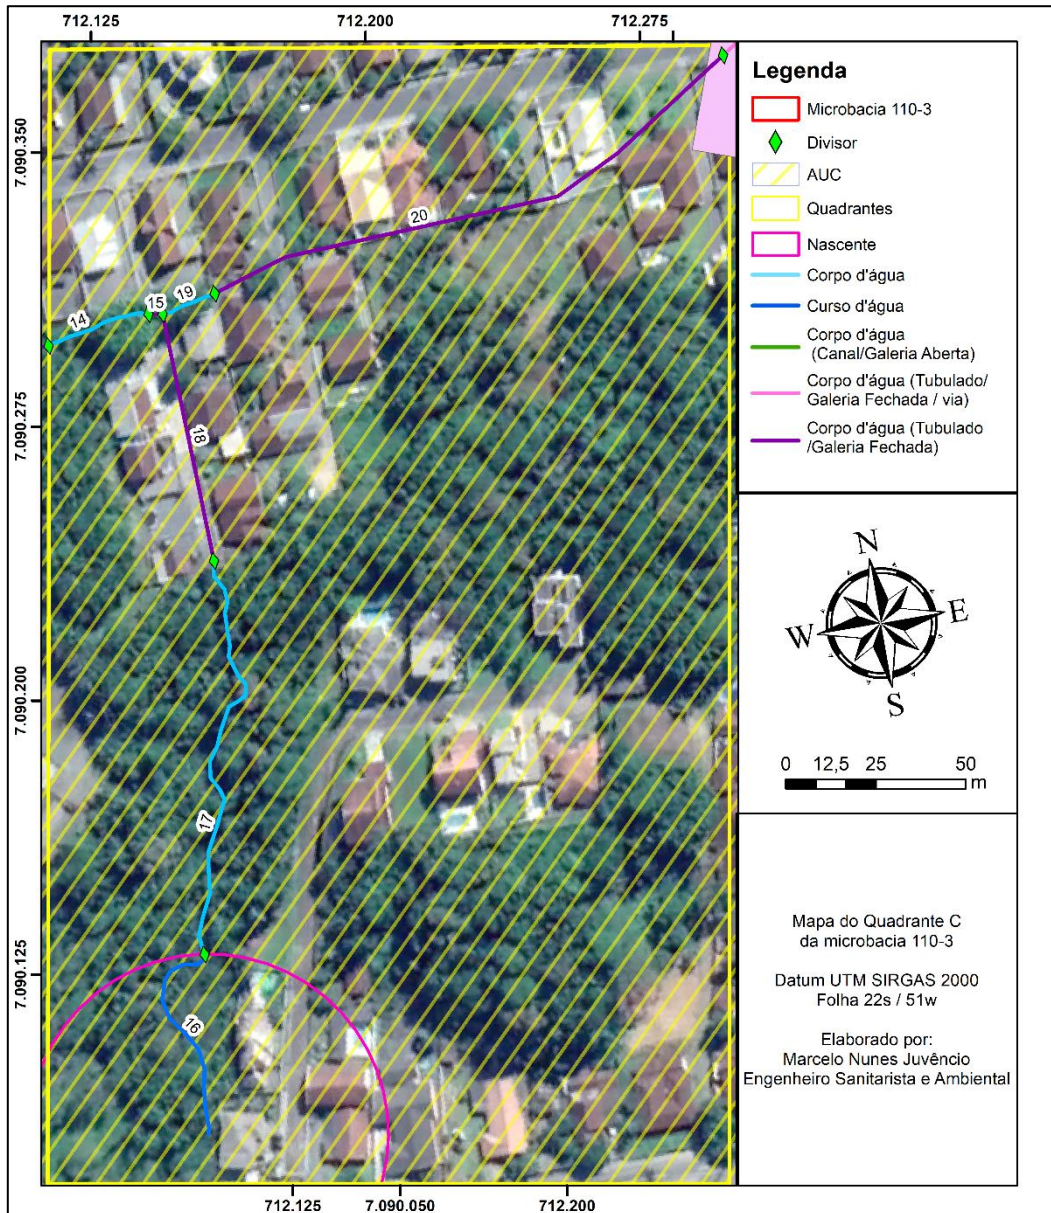 712.125
712.200
712.275
7.090.350
7.090.275
7.090.200
7.090.125
20
15
19
14
18
17
16
712.125
7.090.050
712.200
Legenda
Microbacia 110-3
Divisor
AUC
Quadrantes
Nascente
Corpo d'água
Curso d'água
Corpo d'água
(Canal/Galeria Aberta)
Corpo d'água (Tubulado/
Galeria Fechada / via)
Corpo d'água (Tubulado
/Galeria Fechada)
N
W
E
S
0 12,5 25 50
m
Mapa do Quadrante C
da microbacia 110-3
Datum UTM SIRGAS 2000
Folha 22s / 51w
Elaborado por:
Marcelo Nunes Juvêncio
Engenheiro Sanitarista e Ambiental